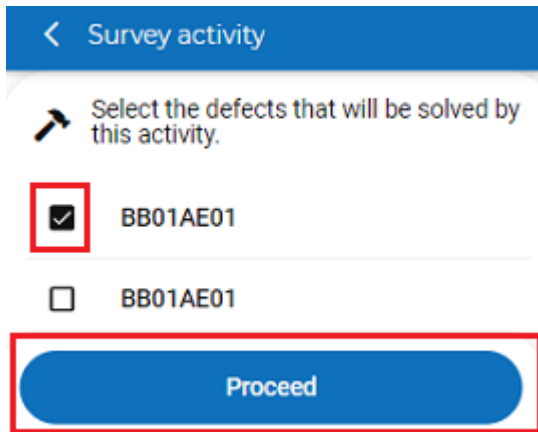 Survey activity
Select the defects that will be solved by
this activity.
BB01AE01
BB01AE01
Proceed